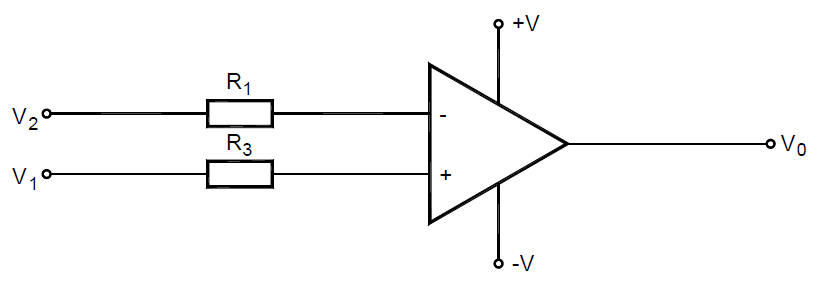 +V
R1
V2
-
R3
V0
V1
+
-V